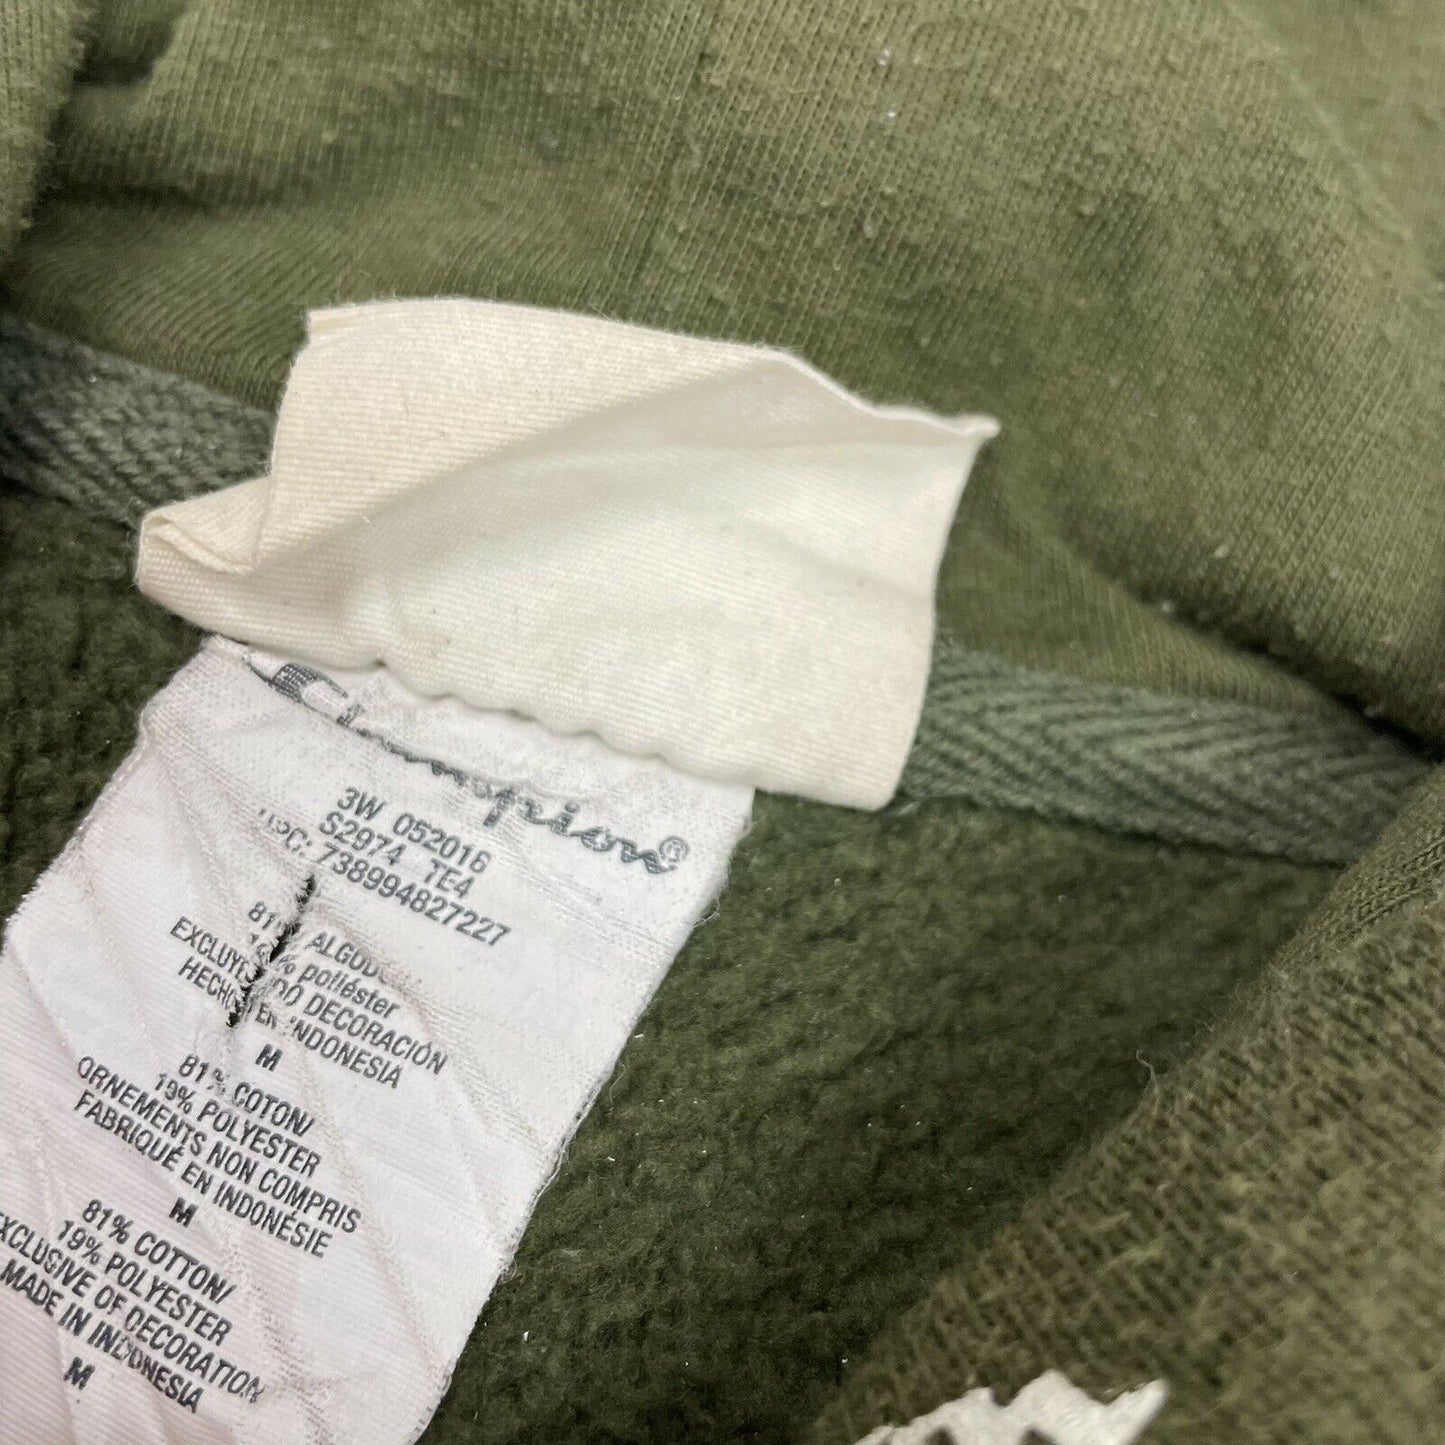 Champion®
3W 052016
S2974 TE4
UPC: 738994827227
81% ALGODÓN
19% poliéster
EXCLUYENDO DECORACIÓN
HECHO EN INDONESIA
M
81% COTON/
19% POLYESTER
ORNEMENTS NON COMPRIS
FABRIQUÉ EN INDONÉSIE
M
81% COTTON/
19% POLYESTER
EXCLUSIVE OF DECORATION
MADE IN INDONESIA
M